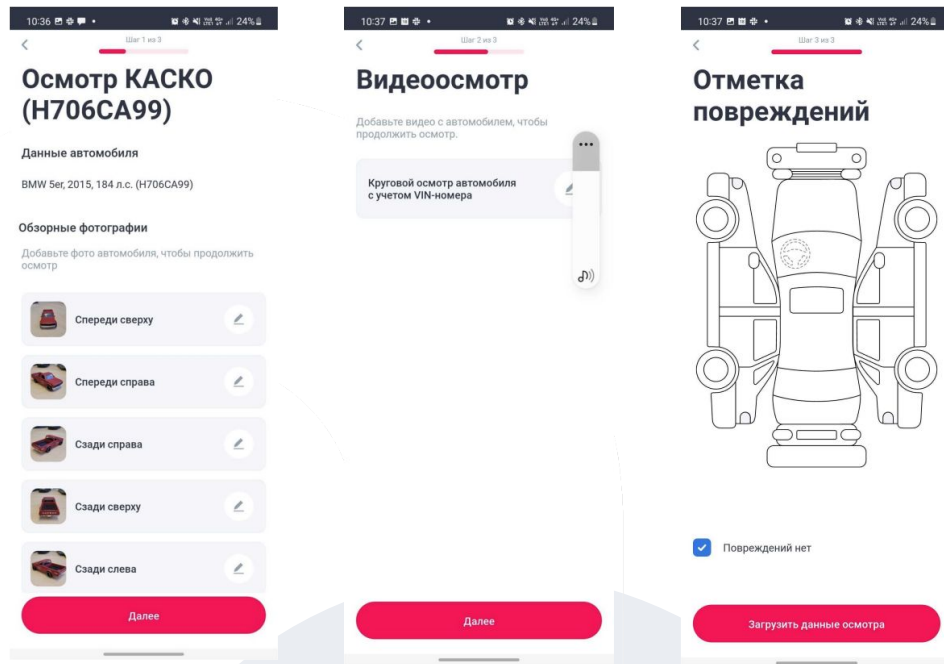 10:36
24%
Шаг 1 из 3
Осмотр КАСКО
(H706CA99)
Данные автомобиля
BMW 5er, 2015, 184 л.с. (H706CA99)
Обзорные фотографии
Добавьте фото автомобиля, чтобы продолжить
осмотр
Спереди сверху
Спереди справа
Сзади справа
Сзади сверху
Сзади слева
Далее
10:37
24%
Шаг 2 из 3
Видеоосмотр
Добавьте видео с автомобилем, чтобы
продолжить осмотр.
Круговой осмотр автомобиля
с учетом VIN-номера
Далее
10:37
24%
Шаг 3 из 3
Отметка
повреждений
Повреждений нет
Загрузить данные осмотра